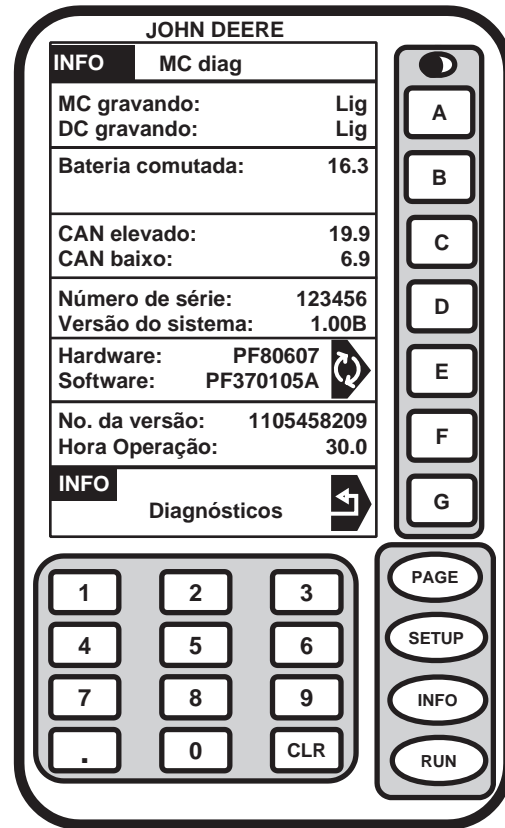 JOHN DEERE
INFO MC diag
MC gravando: Lig
DC gravando: Lig
Bateria comutada: 16.3
CAN elevado: 19.9
CAN baixo: 6.9
Número de série: 123456
Versão do sistema: 1.00B
Hardware: PF80607
Software: PF370105A
No. da versão: 1105458209
Hora Operação: 30.0
INFO
Diagnósticos
A
B
C
D
E
F
G
PAGE
SETUP
INFO
RUN
1 2 3
4 5 6
7 8 9
. 0 CLR